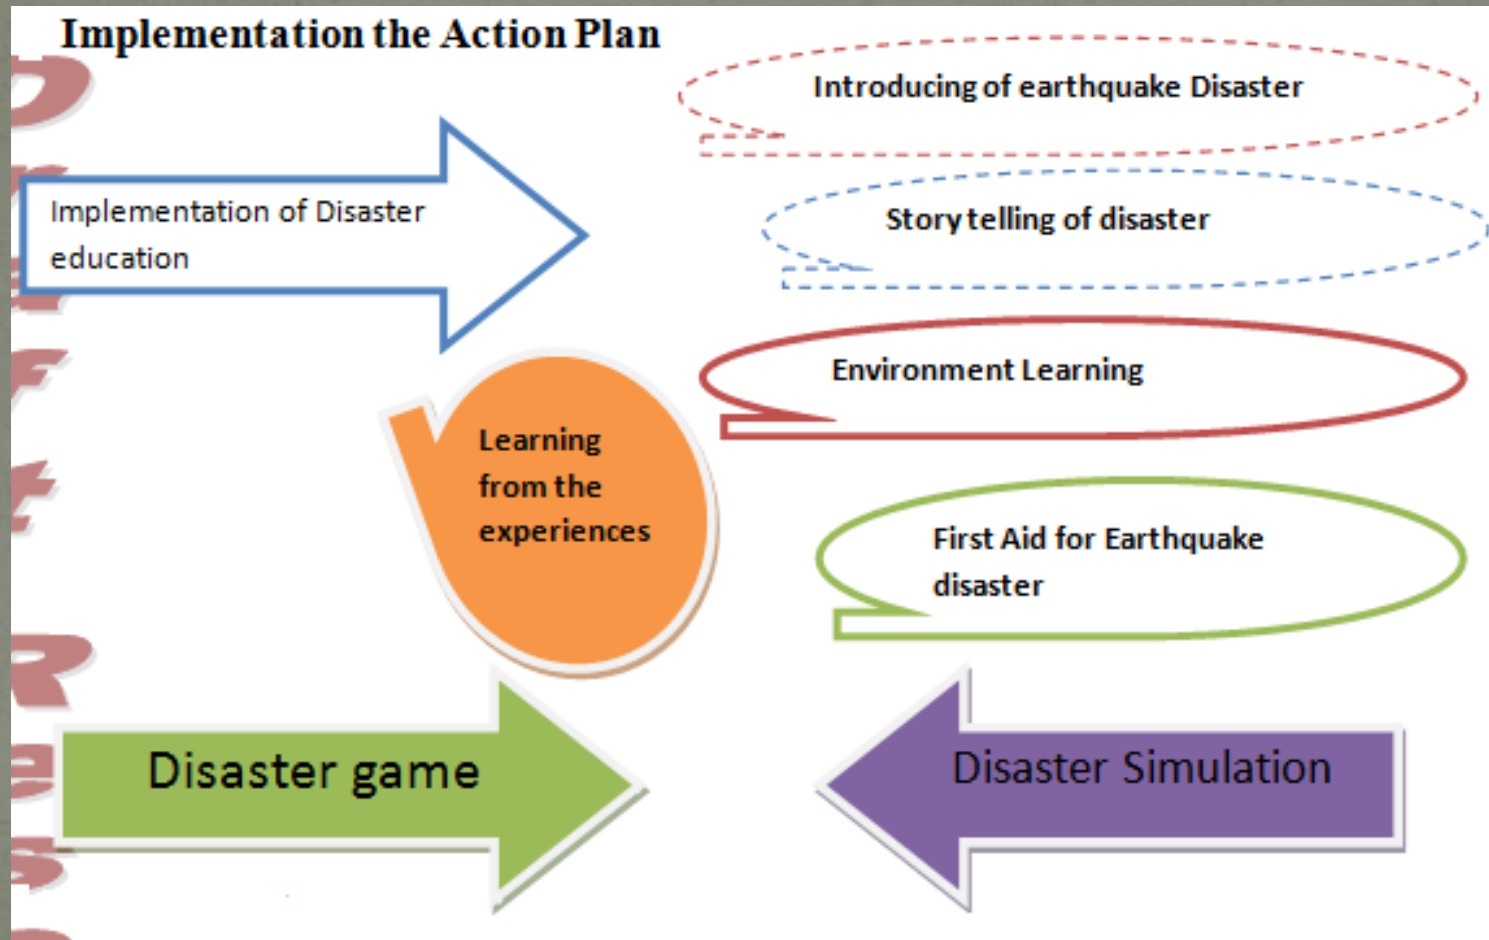 Implementation the Action Plan
Introducing of earthquake Disaster
Implementation of Disaster
education
Story telling of disaster
Environment Learning
Learning
from the
experiences
First Aid for Earthquake
disaster
Disaster game
Disaster Simulation